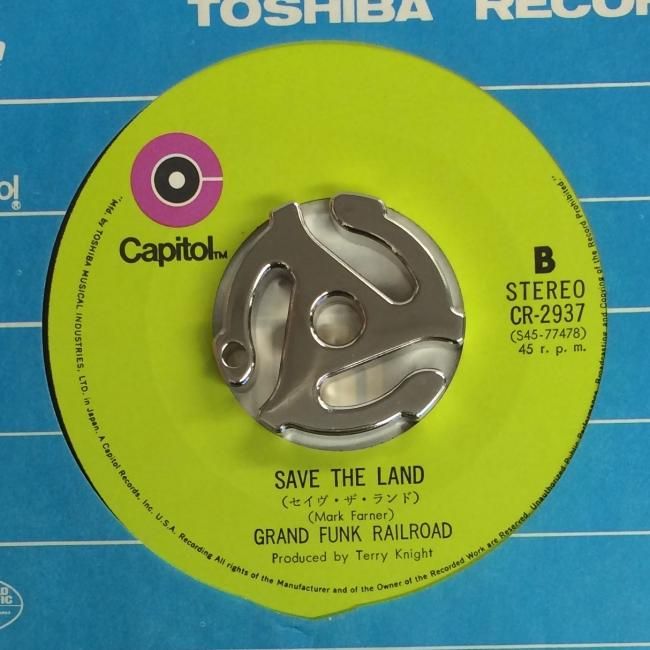 TOSHIBA RECOR
Capitol™
B
STEREO
CR-2937
(S45-77478)
45 r. p. m.
SAVE THE LAND
(セイヴ・ザ・ランド)
(Mark Farner)
GRAND FUNK RAILROAD
Produced by Terry Knight
"Mfd. by TOSHIBA MUSICAL INDUSTRIES, LTD. in Japan. A Capitol Records, Inc. U.S.A. Recording All rights of the Manufacturer and of the Owner of the Recorded Work are Reserved. Unauthorized Public Performance, Broadcasting and Copying of the Record Prohibited."